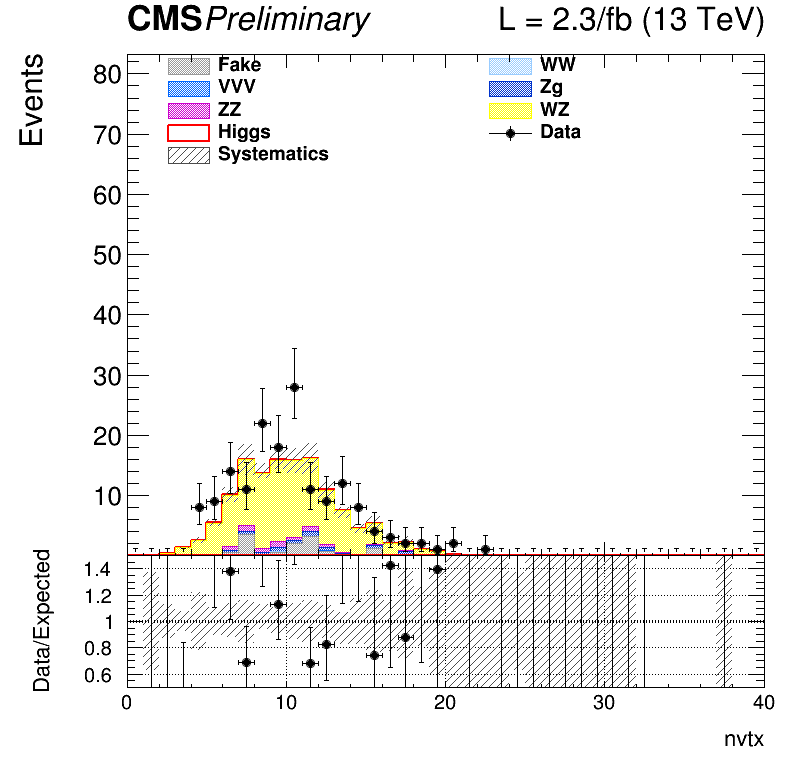 CMS Preliminary L = 2.3/fb (13 TeV)
Events
80
70
60
50
40
30
20
10
Fake
VVV
ZZ
Higgs
Systematics
WW
Zg
WZ
Data
Data/Expected
1.4
1.2
1
0.8
0.6
0 10 20 30 40
nvtx